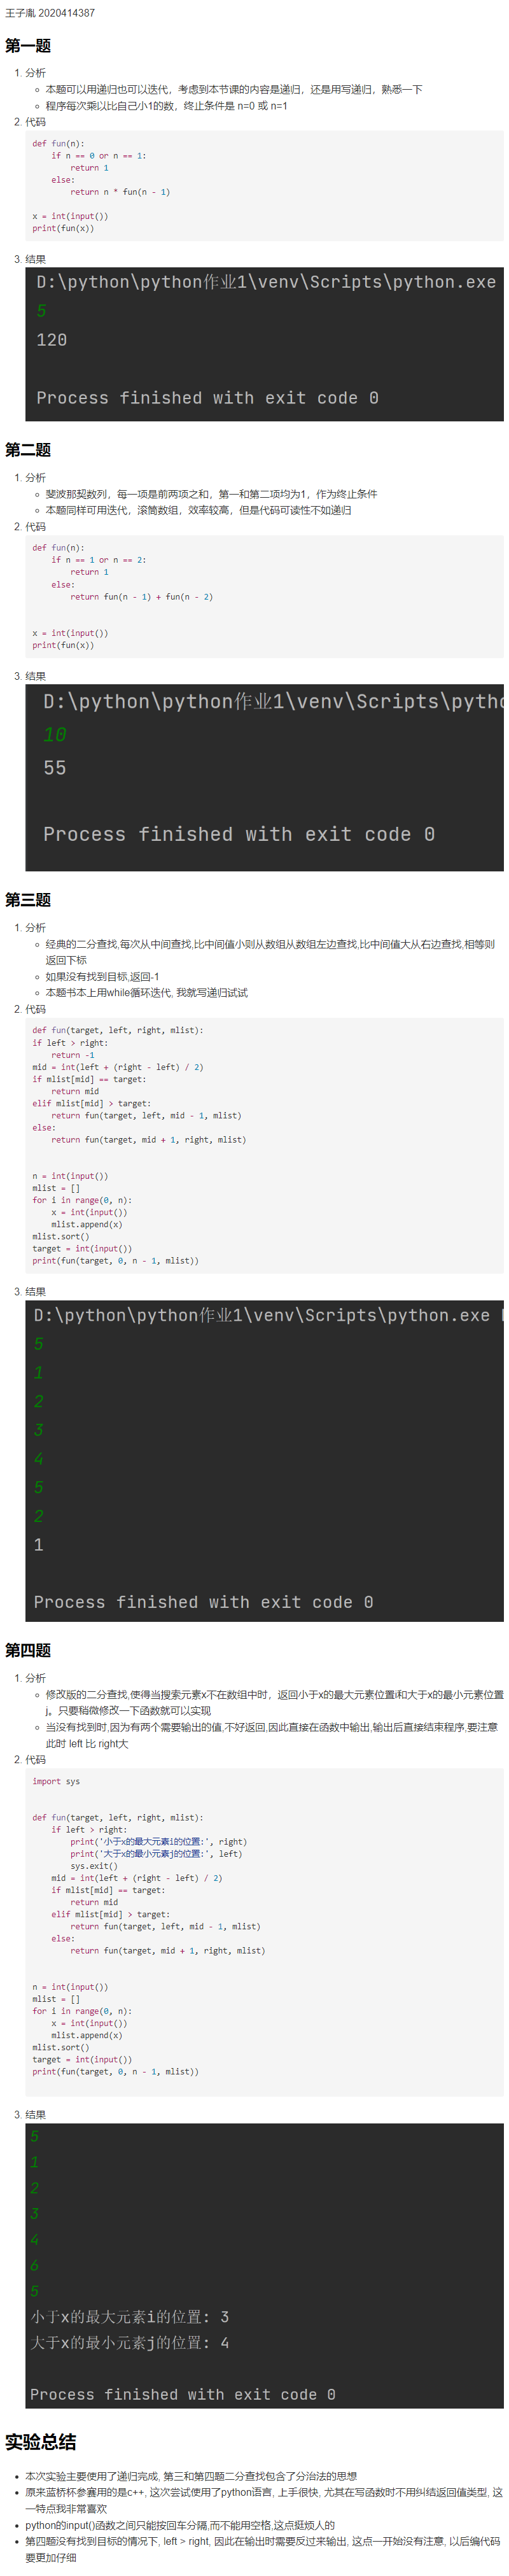 王子胤 2020414387
第一题
1. 分析
本题可以用递归也可以迭代，考虑到本节课的内容是递归，还是用写递归，熟悉一下
程序每次乘以比自己小1的数，终止条件是 n=0 或 n=1
2. 代码
def fun(n):
    if n == 0 or n == 1:
        return 1
    else:
        return n * fun(n - 1)
x = int(input())
print(fun(x))
3. 结果
D:\python\python作业1\venv\Scripts\python.exe
5
120
Process finished with exit code 0
第二题
1. 分析
斐波那契数列，每一项是前两项之和，第一和第二项均为1，作为终止条件
本题同样可用迭代，滚筒数组，效率较高，但是代码可读性不如递归
2. 代码
def fun(n):
    if n == 1 or n == 2:
        return 1
    else:
        return fun(n - 1) + fun(n - 2)
x = int(input())
print(fun(x))
3. 结果
D:\python\python作业1\venv\Scripts\pytho
10
55
Process finished with exit code 0
第三题
1. 分析
经典的二分查找,每次从中间查找,比中间值小则从数组从数组左边查找,比中间值大从右边查找,相等则
返回下标
如果没有找到目标,返回-1
本题书本上用while循环迭代, 我就写递归试试
2. 代码
def fun(target, left, right, mlist):
if left > right:
    return -1
mid = int(left + (right - left) / 2)
if mlist[mid] == target:
    return mid
elif mlist[mid] > target:
    return fun(target, left, mid - 1, mlist)
else:
    return fun(target, mid + 1, right, mlist)
n = int(input())
mlist = []
for i in range(0, n):
    x = int(input())
    mlist.append(x)
mlist.sort()
target = int(input())
print(fun(target, 0, n - 1, mlist))
3. 结果
D:\python\python作业1\venv\Scripts\python.exe
5
1
2
3
4
5
2
1
Process finished with exit code 0
第四题
1. 分析
修改版的二分查找,使得当搜索元素x不在数组中时，返回小于x的最大元素位置i和大于x的最小元素位置
j。只要稍微修改一下函数就可以实现
当没有找到时,因为有两个需要输出的值,不好返回,因此直接在函数中输出,输出后直接结束程序,要注意
此时 left 比 right大
2. 代码
import sys
def fun(target, left, right, mlist):
    if left > right:
        print('小于x的最大元素i的位置:', right)
        print('大于x的最小元素j的位置:', left)
        sys.exit()
    mid = int(left + (right - left) / 2)
    if mlist[mid] == target:
        return mid
    elif mlist[mid] > target:
        return fun(target, left, mid - 1, mlist)
    else:
        return fun(target, mid + 1, right, mlist)
n = int(input())
mlist = []
for i in range(0, n):
    x = int(input())
    mlist.append(x)
mlist.sort()
target = int(input())
print(fun(target, 0, n - 1, mlist))
3. 结果
5
1
2
3
4
6
5
小于x的最大元素i的位置: 3
大于x的最小元素j的位置: 4
Process finished with exit code 0
实验总结
本次实验主要使用了递归完成, 第三和第四题二分查找包含了分治法的思想
原来蓝桥杯参赛用的是c++, 这次尝试使用了python语言, 上手很快, 尤其在写函数时不用纠结返回值类型, 这
一特点我非常喜欢
python的input()函数之间只能按回车分隔,而不能用空格,这点挺烦人的
第四题没有找到目标的情况下, left > right, 因此在输出时需要反过来输出, 这点一开始没有注意, 以后编代码
要更加仔细